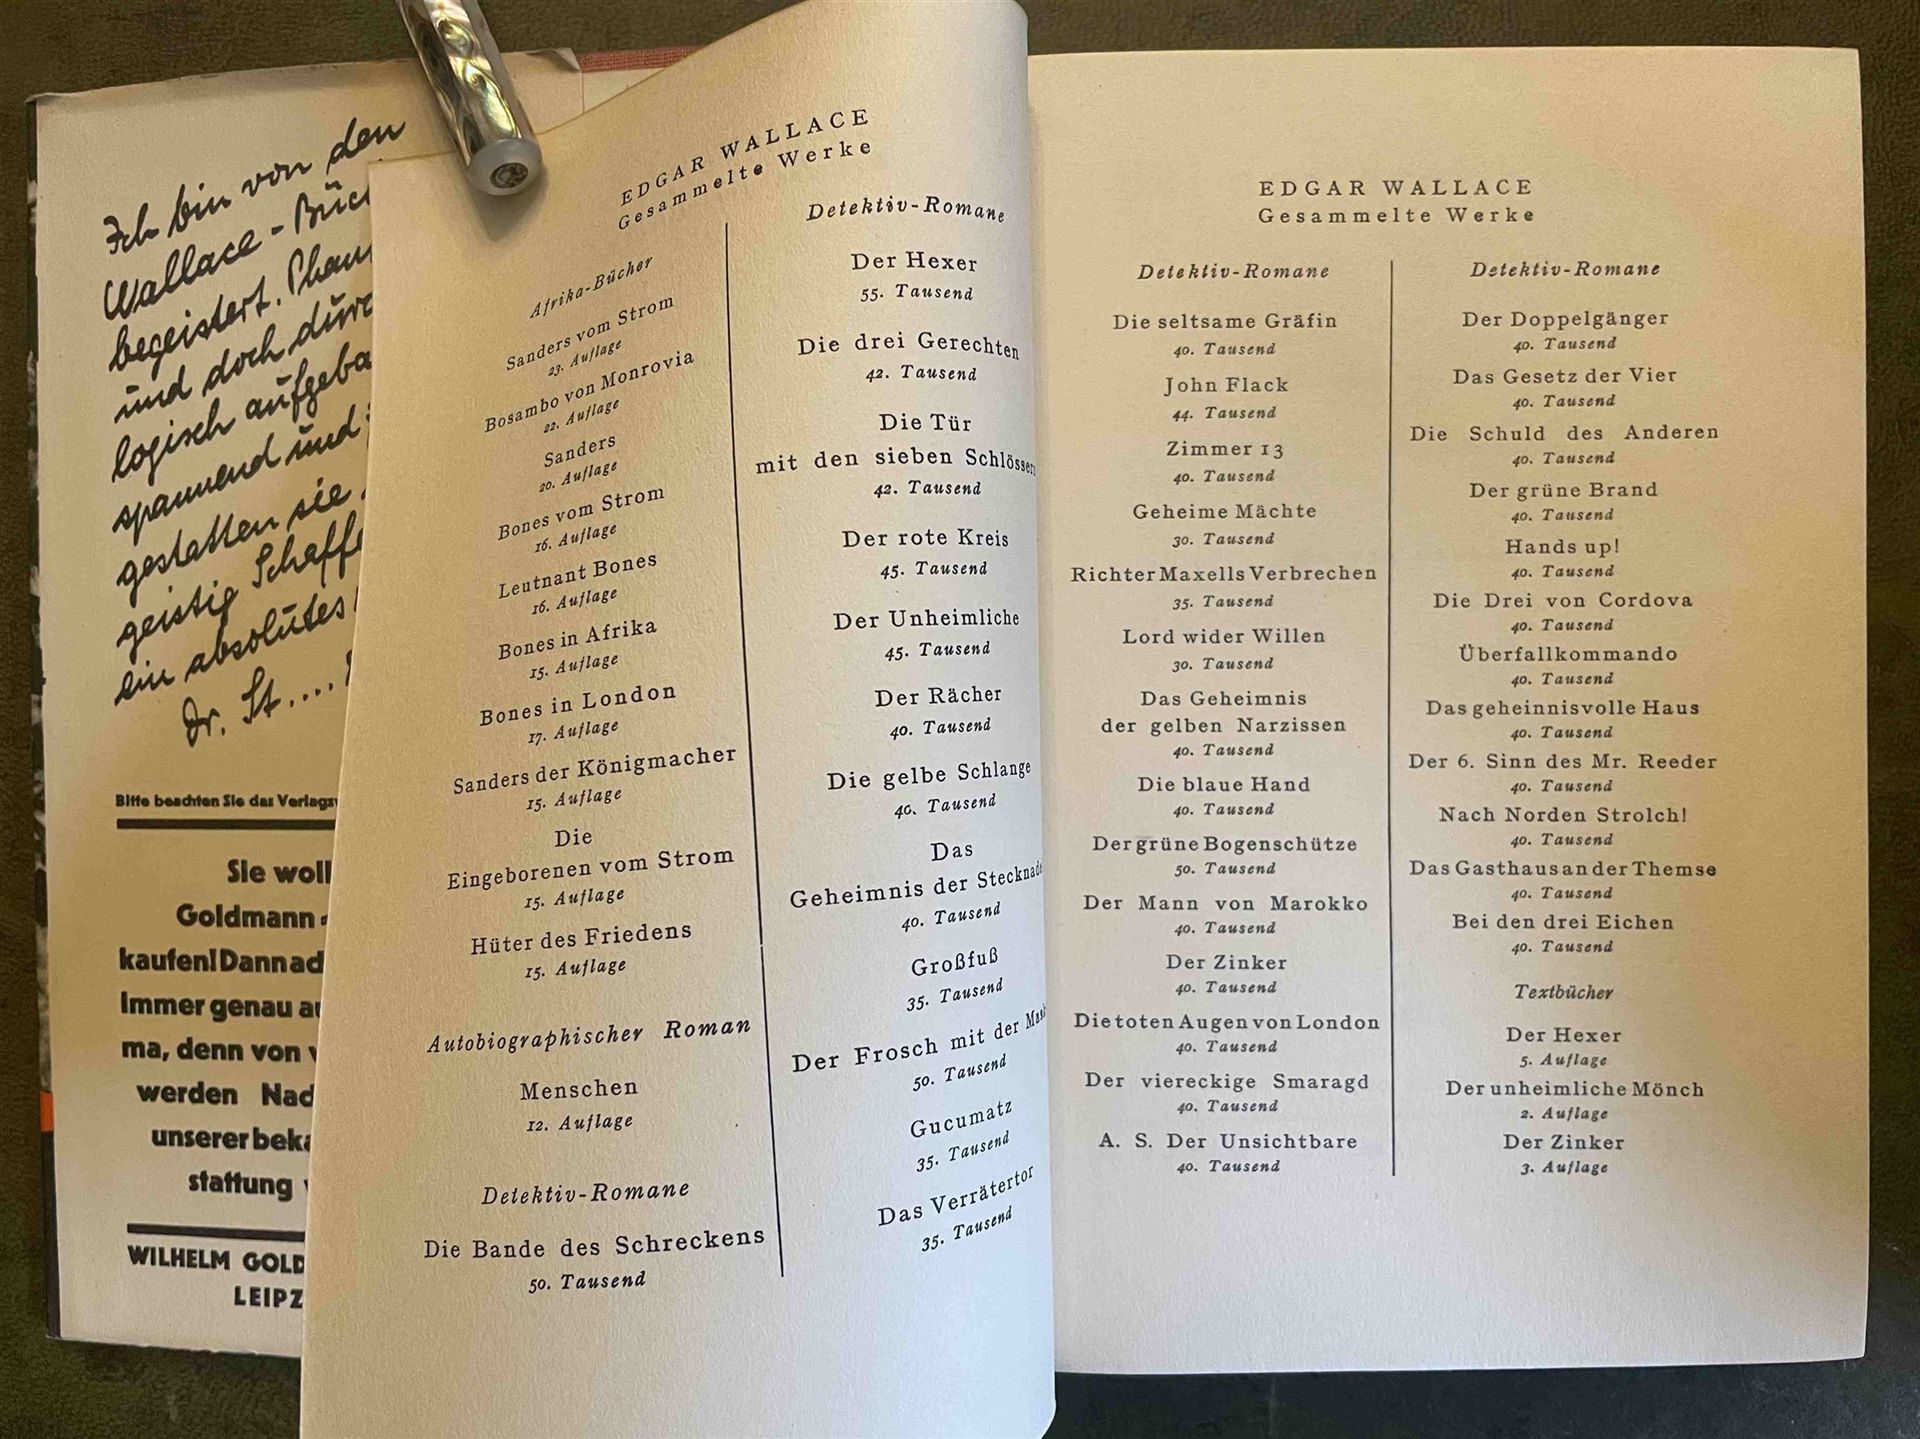 Ich bin von den
Wallace-
begeistert.
und doch
logisch
spannend und
gestatten sie
geistig
ein absolutes
Dr. St....
Bitte beachten Sie das
Sie
Goldmann-
kaufen! Dann
Immer genau
ma, denn von
werden
unserer
stattung
WILHELM
EDGAR WALLACE
Gesammelte Werke
Afrika-Bücher
Sanders vom Strom
23. Auflage
Bosambo von Monrovia
22. Auflage
Sanders
20. Auflage
Bones vom Strom
16. Auflage
Leutnant Bones
16. Auflage
Bones in Afrika
15. Auflage
Bones in London
17. Auflage
Sanders der Königmacher
15. Auflage
Die
Eingeborenen vom Strom
15. Auflage
Hüter des Friedens
15. Auflage
Autobiographischer Roman
Menschen
12. Auflage
Detektiv-Romane
Die Bande des Schreckens
50. Tausend
Detektiv-Romane
Der Hexer
55. Tausend
Die drei Gerechten
42. Tausend
Die Tür
mit den sieben Schlössern
42. Tausend
Der rote Kreis
45. Tausend
Der Unheimliche
45. Tausend
Der Rächer
40. Tausend
Die gelbe Schlange
40. Tausend
Das
Geheimnis der
40. Tausend
Großfuß
35. Tausend
Der Frosch mit der
50. Tausend
Gucumatz
35. Tausend
Das Verrätertor
35. Tausend
EDGAR WALLACE
Gesammelte Werke
Detektiv-Romane
Die seltsame Gräfin
40. Tausend
John Flack
44. Tausend
Zimmer 13
40. Tausend
Geheime Mächte
30. Tausend
Richter Maxells Verbrechen
35. Tausend
Lord wider Willen
30. Tausend
Das Geheimnis
der gelben Narzissen
40. Tausend
Die blaue Hand
40. Tausend
Der grüne Bogenschütze
50. Tausend
Der Mann von Marokko
40. Tausend
Der Zinker
40. Tausend
Die toten Augen von London
40. Tausend
Der viereckige Smaragd
40. Tausend
A. S. Der Unsichtbare
40. Tausend
Detektiv-Romane
Der Doppelgänger
40. Tausend
Das Gesetz der Vier
40. Tausend
Die Schuld des Anderen
40. Tausend
Der grüne Brand
40. Tausend
Hands up!
40. Tausend
Die Drei von Cordova
40. Tausend
Überfallkommando
40. Tausend
Das geheinnisvolle Haus
40. Tausend
Der 6. Sinn des Mr. Reeder
40. Tausend
Nach Norden Strolch!
40. Tausend
Das Gasthaus an der Themse
40. Tausend
Bei den drei Eichen
40. Tausend
Textbücher
Der Hexer
5. Auflage
Der unheimliche Mönch
2. Auflage
Der Zinker
3. Auflage